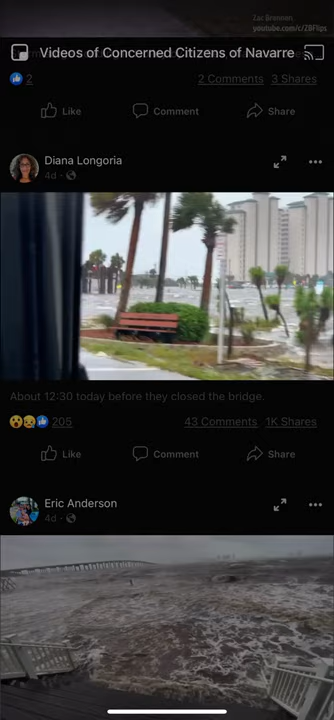 Zac Brennen
youtube.com/c/ZBFlips
Videos of Concerned Citizens of Navarre
2
2 Comments 3 Shares
Like Comment Share
Diana Longoria
4d ·
About 12:30 today before they closed the bridge.
205
43 Comments 1K Shares
Like Comment Share
Eric Anderson
4d ·